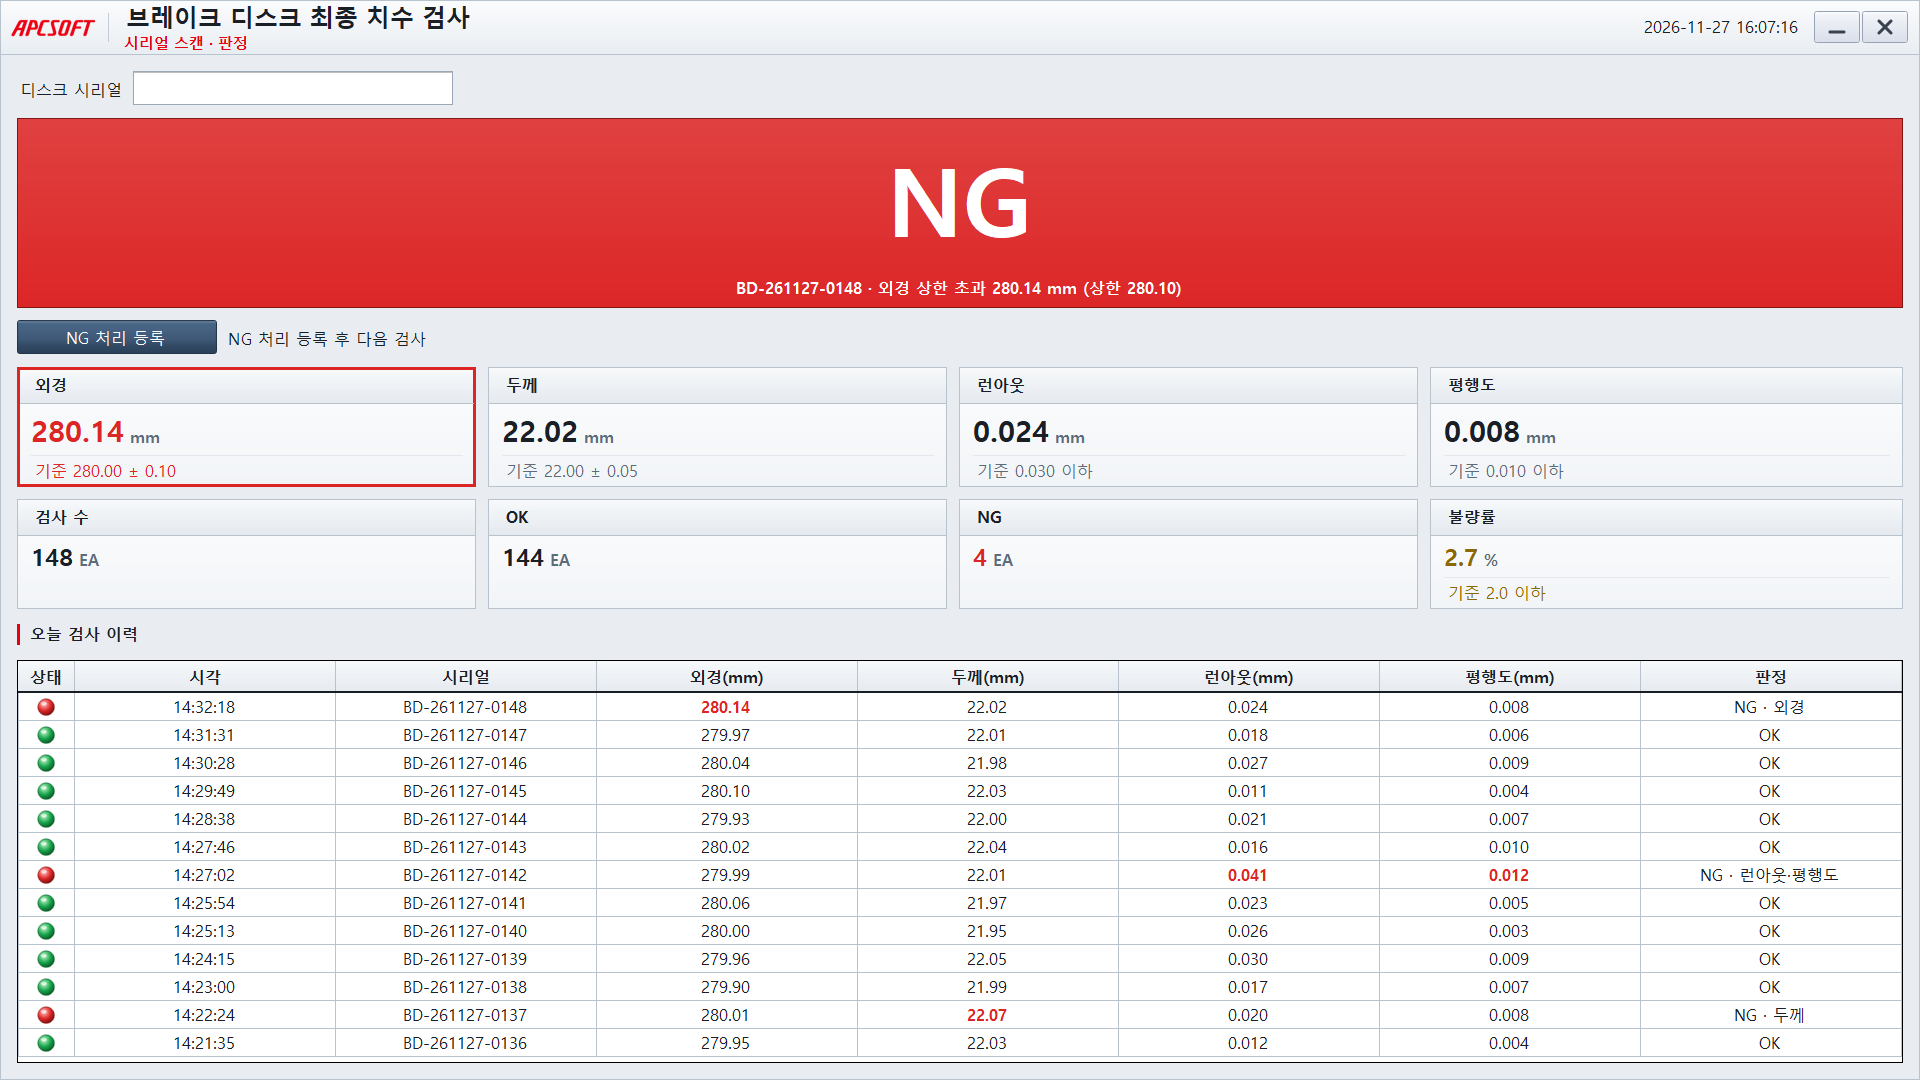 APCSOFT
브레이크 디스크 최종 치수 검사
시리얼 스캔 · 판정
2026-11-27 16:07:16
디스크 시리얼
NG
BD-261127-0148 · 외경 상한 초과 280.14 mm (상한 280.10)
NG 처리 등록
NG 처리 등록 후 다음 검사
외경
280.14 mm
기준 280.00 ± 0.10
두께
22.02 mm
기준 22.00 ± 0.05
런아웃
0.024 mm
기준 0.030 이하
평행도
0.008 mm
기준 0.010 이하
검사 수
148 EA
OK
144 EA
NG
4 EA
불량률
2.7 %
기준 2.0 이하
오늘 검사 이력
상태 시각 시리얼 외경(mm) 두께(mm) 런아웃(mm) 평행도(mm) 판정
14:32:18 BD-261127-0148 280.14 22.02 0.024 0.008 NG · 외경
14:31:31 BD-261127-0147 279.97 22.01 0.018 0.006 OK
14:30:28 BD-261127-0146 280.04 21.98 0.027 0.009 OK
14:29:49 BD-261127-0145 280.10 22.03 0.011 0.004 OK
14:28:38 BD-261127-0144 279.93 22.00 0.021 0.007 OK
14:27:46 BD-261127-0143 280.02 22.04 0.016 0.010 OK
14:27:02 BD-261127-0142 279.99 22.01 0.041 0.012 NG · 런아웃·평행도
14:25:54 BD-261127-0141 280.06 21.97 0.023 0.005 OK
14:25:13 BD-261127-0140 280.00 21.95 0.026 0.003 OK
14:24:15 BD-261127-0139 279.96 22.05 0.030 0.009 OK
14:23:00 BD-261127-0138 279.90 21.99 0.017 0.007 OK
14:22:24 BD-261127-0137 280.01 22.07 0.020 0.008 NG · 두께
14:21:35 BD-261127-0136 279.95 22.03 0.012 0.004 OK